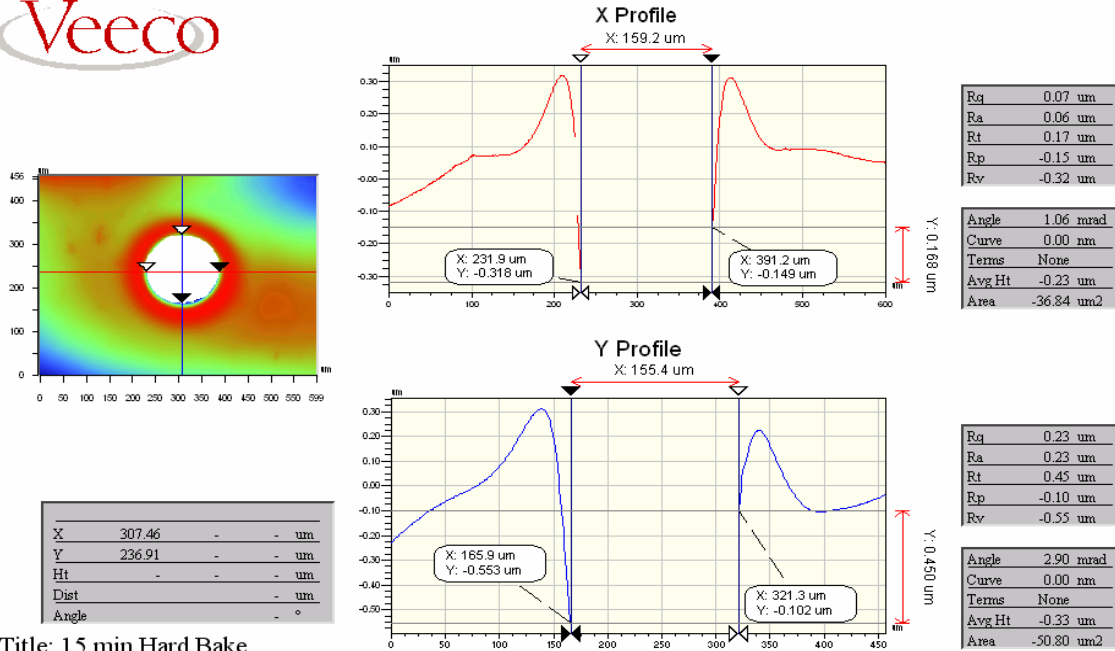 Veeco
X Profile
X: 159.2 um
um
0.30
0.20
0.10
-0.00
-0.10
-0.20
-0.30
X: 231.9 um
Y: -0.318 um
X: 391.2 um
Y: -0.149 um
Y: 0.168 um
um
0 100 200 300 400 500 600
Rq 0.07 um
Ra 0.06 um
Rt 0.17 um
Rp -0.15 um
Rv -0.32 um
Angle 1.06 mrad
Curve 0.00 nm
Terms None
Avg Ht -0.23 um
Area -36.84 um2
um
456
400
300
200
100
0
um
0 50 100 150 200 250 300 350 400 450 500 550 599
Y Profile
X: 155.4 um
um
0.30
0.20
0.10
0.00
-0.10
-0.20
-0.30
-0.40
-0.50
X: 165.9 um
Y: -0.553 um
X: 321.3 um
Y: -0.102 um
Y: 0.450 um
um
0 50 100 150 200 250 300 350 400 450
Rq 0.23 um
Ra 0.23 um
Rt 0.45 um
Rp -0.10 um
Rv -0.55 um
Angle 2.90 mrad
Curve 0.00 nm
Terms None
Avg Ht -0.33 um
Area -50.80 um2
X 307.46 - - um
Y 236.91 - - um
Ht - - - um
Dist - um
Angle - °
Title: 15 min Hard Bake